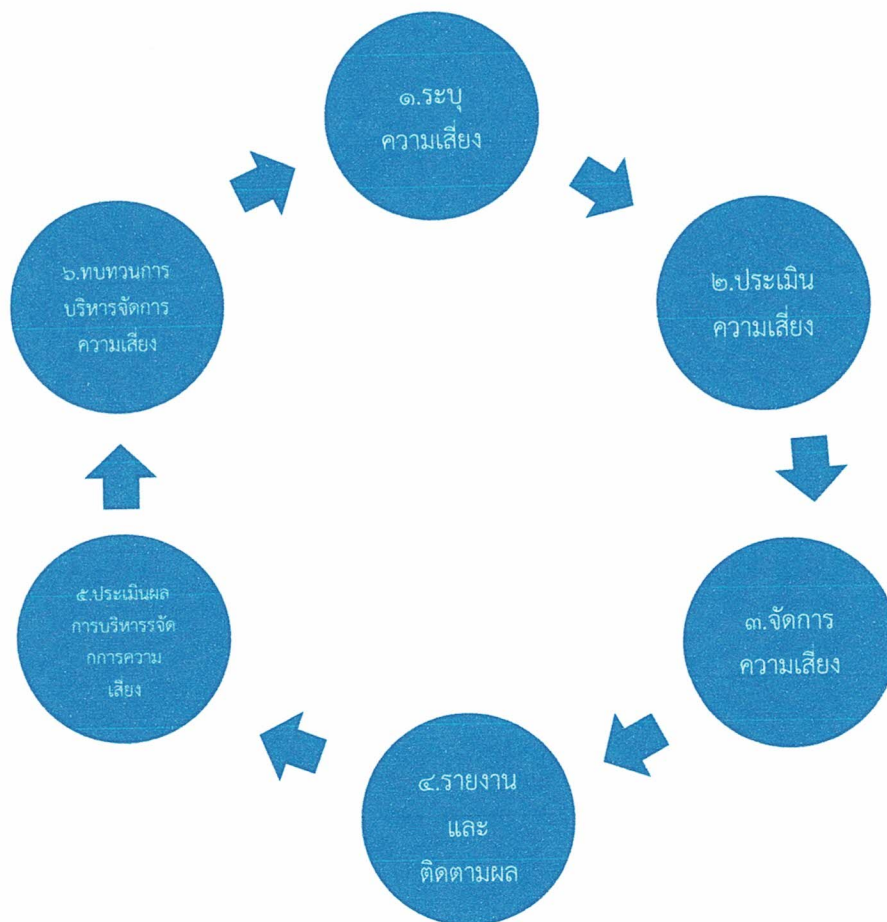 ๑.ระบุ
ความเสี่ยง
๒.ประเมิน
ความเสี่ยง
๓.จัดการ
ความเสี่ยง
๔.รายงาน
และ
ติดตามผล
๕.ประเมินผล
การบริหารรจัด
กการความ
เสี่ยง
๖.ทบทวนการ
บริหารจัดการ
ความเสี่ยง